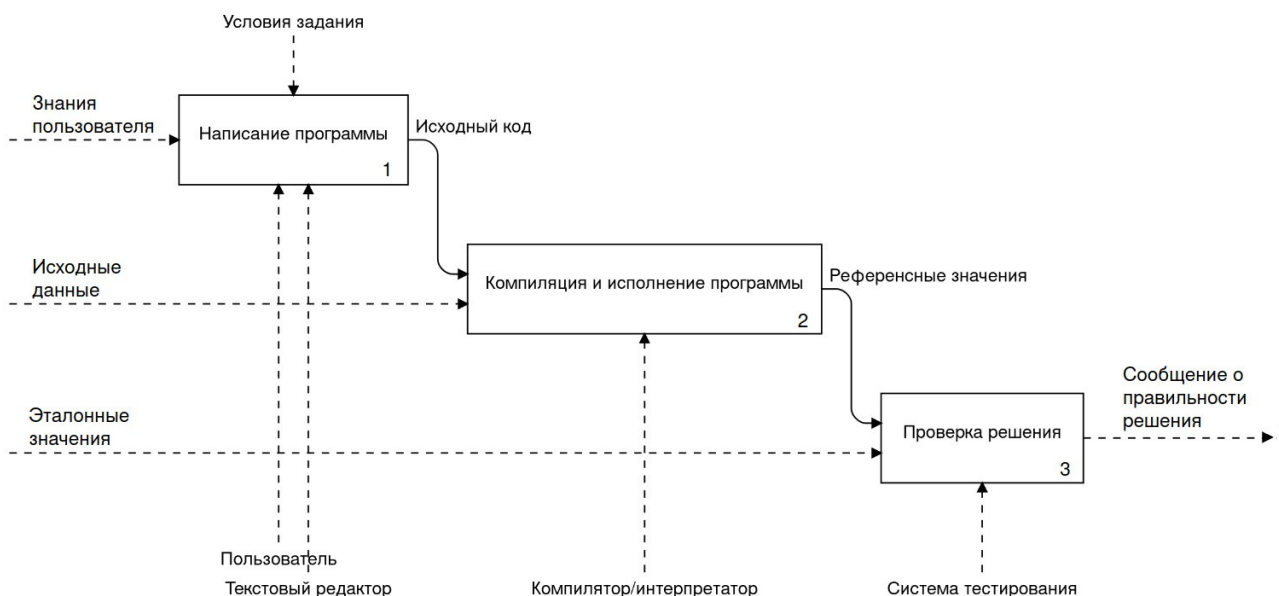 Условия задания
Знания
пользователя
Написание программы
1
Исходный код
Исходные
данные
Компиляция и исполнение программы
2
Референсные значения
Эталонные
значения
Проверка решения
3
Сообщение о
правильности
решения
Пользователь
Текстовый редактор
Компилятор/интерпретатор
Система тестирования